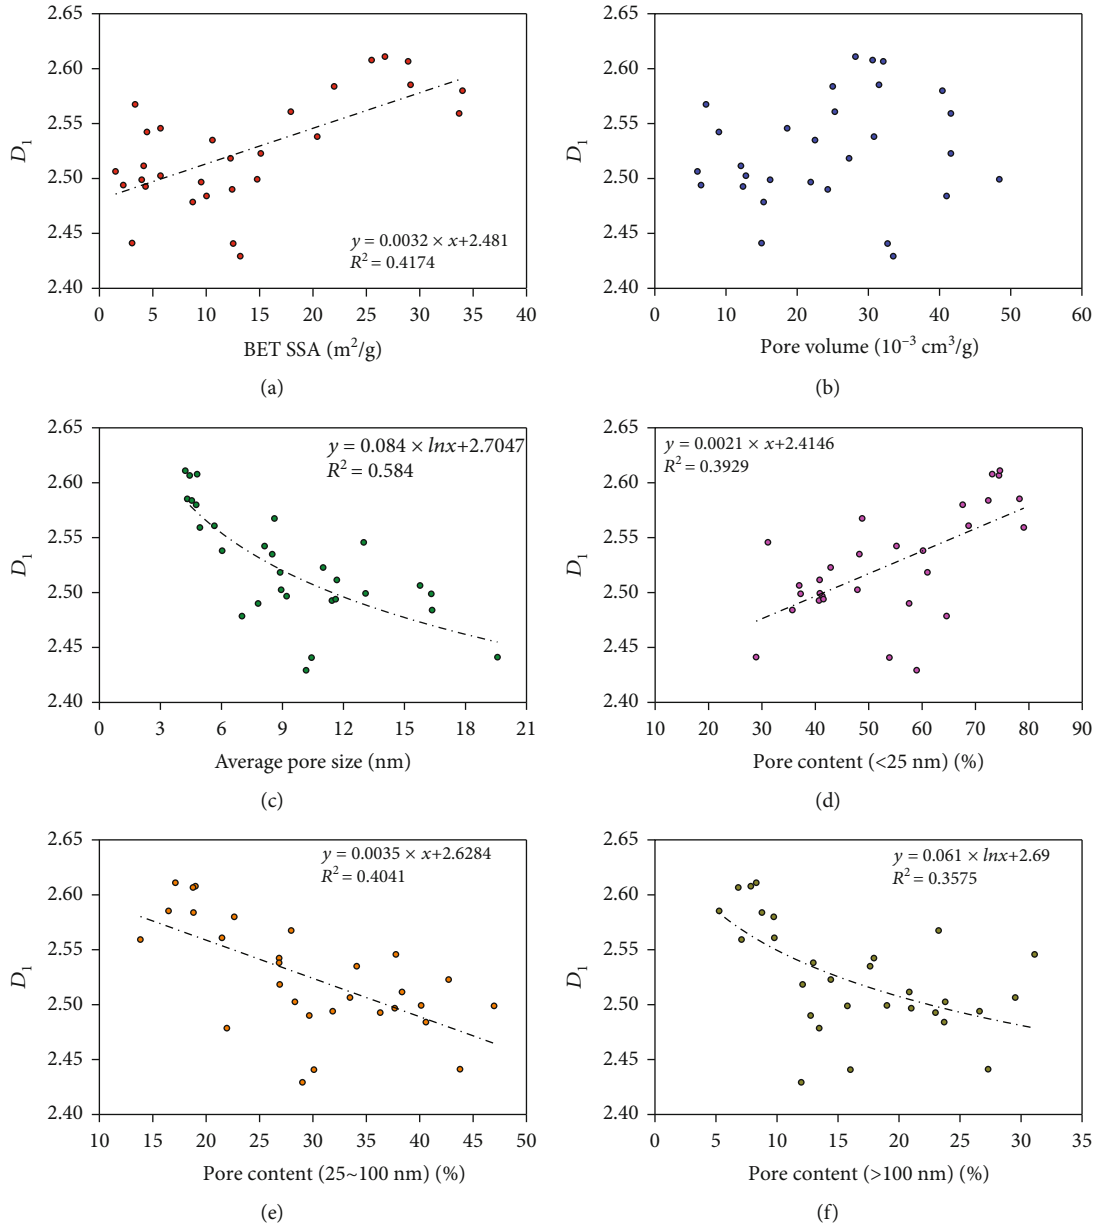 2.65
2.60
2.55
2.50
2.45
2.40
D1
y = 0.0032 × x+2.481
R2 = 0.4174
0 5 10 15 20 25 30 35 40
BET SSA (m2/g)
(a)
2.65
2.60
2.55
2.50
2.45
2.40
D1
0 10 20 30 40 50 60
Pore volume (10–3 cm3/g)
(b)
2.65
2.60
2.55
2.50
2.45
2.40
D1
y = 0.084 × lnx+2.7047
R2 = 0.584
0 3 6 9 12 15 18 21
Average pore size (nm)
(c)
2.65
2.60
2.55
2.50
2.45
2.40
D1
y = 0.0021 × x+2.4146
R2 = 0.3929
10 20 30 40 50 60 70 80 90
Pore content (<25 nm) (%)
(d)
2.65
2.60
2.55
2.50
2.45
2.40
D1
y = 0.0035 × x+2.6284
R2 = 0.4041
10 15 20 25 30 35 40 45 50
Pore content (25~100 nm) (%)
(e)
2.65
2.60
2.55
2.50
2.45
2.40
D1
y = 0.061 × lnx+2.69
R2 = 0.3575
0 5 10 15 20 25 30 35
Pore content (>100 nm) (%)
(f)